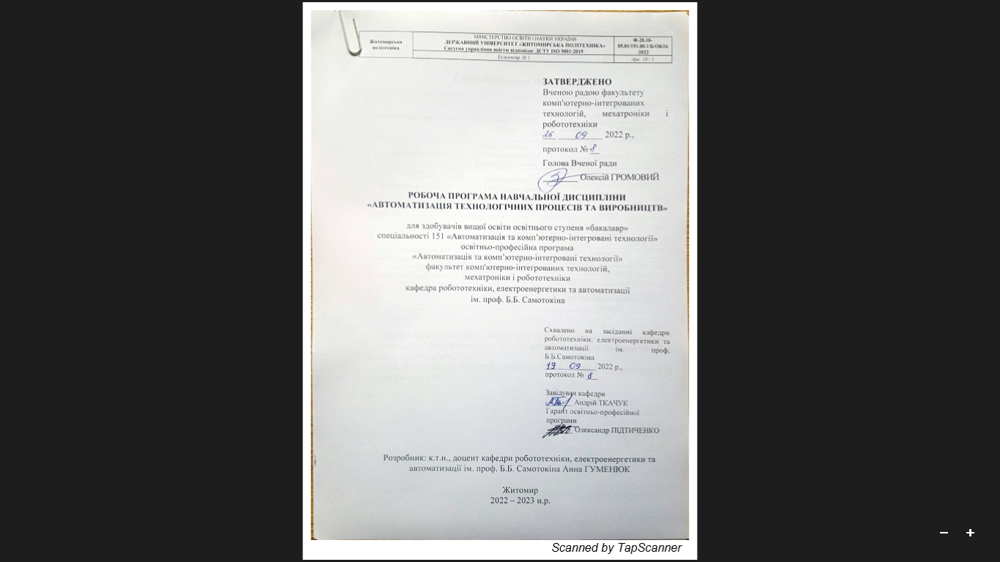 Житомирська
політехніка
МІНІСТЕРСТВО ОСВІТИ І НАУКИ УКРАЇНИ
ДЕРЖАВНИЙ УНІВЕРСИТЕТ «ЖИТОМИРСЬКА ПОЛІТЕХНІКА»
Система управління якістю відповідає ДСТУ ISO 9001:2015
Екземпляр № 1
Ф-20.10-
05.01/151.00.1/Б/ОК16
-2022
Арк. 10 / 1
ЗАТВЕРДЖЕНО
Вченою радою факультету
комп'ютерно-інтегрованих
технологій, мехатроніки і
робототехніки
26 09 2022 р.,
протокол № 8
Голова Вченої ради
Олексій ГРОМОВИЙ
РОБОЧА ПРОГРАМА НАВЧАЛЬНОЇ ДИСЦИПЛІНИ
«АВТОМАТИЗАЦІЯ ТЕХНОЛОГІЧНИХ ПРОЦЕСІВ ТА ВИРОБНИЦТВ»
для здобувачів вищої освіти освітнього ступеня «бакалавр»
спеціальності 151 «Автоматизація та комп’ютерно-інтегровані технології»
освітньо-професійна програма
«Автоматизація та комп’ютерно-інтегровані технології»
факультет комп'ютерно-інтегрованих технологій,
мехатроніки і робототехніки
кафедра робототехніки, електроенергетики та автоматизації
ім. проф. Б.Б. Самотокіна
Схвалено на засіданні кафедри
робототехніки, електроенергетики та
автоматизації ім. проф.
Б.Б.Самотокіна
19 09 2022 р.,
протокол № 8
Завідувач кафедри
Андрій ТКАЧУК
Гарант освітньо-професійної
програми
Олександр ПІДТИЧЕНКО
Розробник: к.т.н., доцент кафедри робототехніки, електроенергетики та
автоматизації ім. проф. Б.Б. Самотокіна Анна ГУМЕНЮК
Житомир
2022 – 2023 н.р.
Scanned by TapScanner